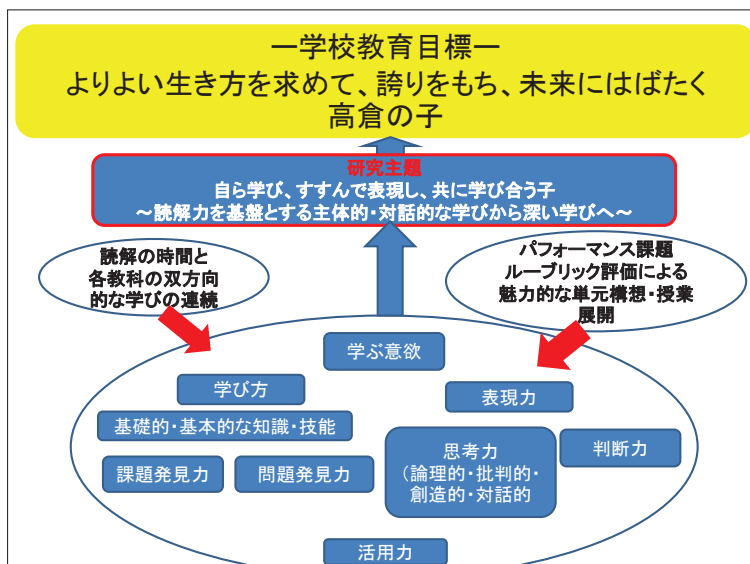 ―学校教育目標―
よりよい生き方を求めて、誇りをもち、未来にはばたく
高倉の子
研究主題
自ら学び、すすんで表現し、共に学び合う子
～読解力を基盤とする主体的・対話的な学びから深い学びへ～
読解の時間と
各教科の双方向
的な学びの連続
パフォーマンス課題
ルーブリック評価による
魅力的な単元構想・授業
展開
学ぶ意欲
学び方
表現力
基礎的・基本的な知識・技能
思考力
（論理的・批判的・
創造的・対話的
判断力
課題発見力
問題発見力
活用力